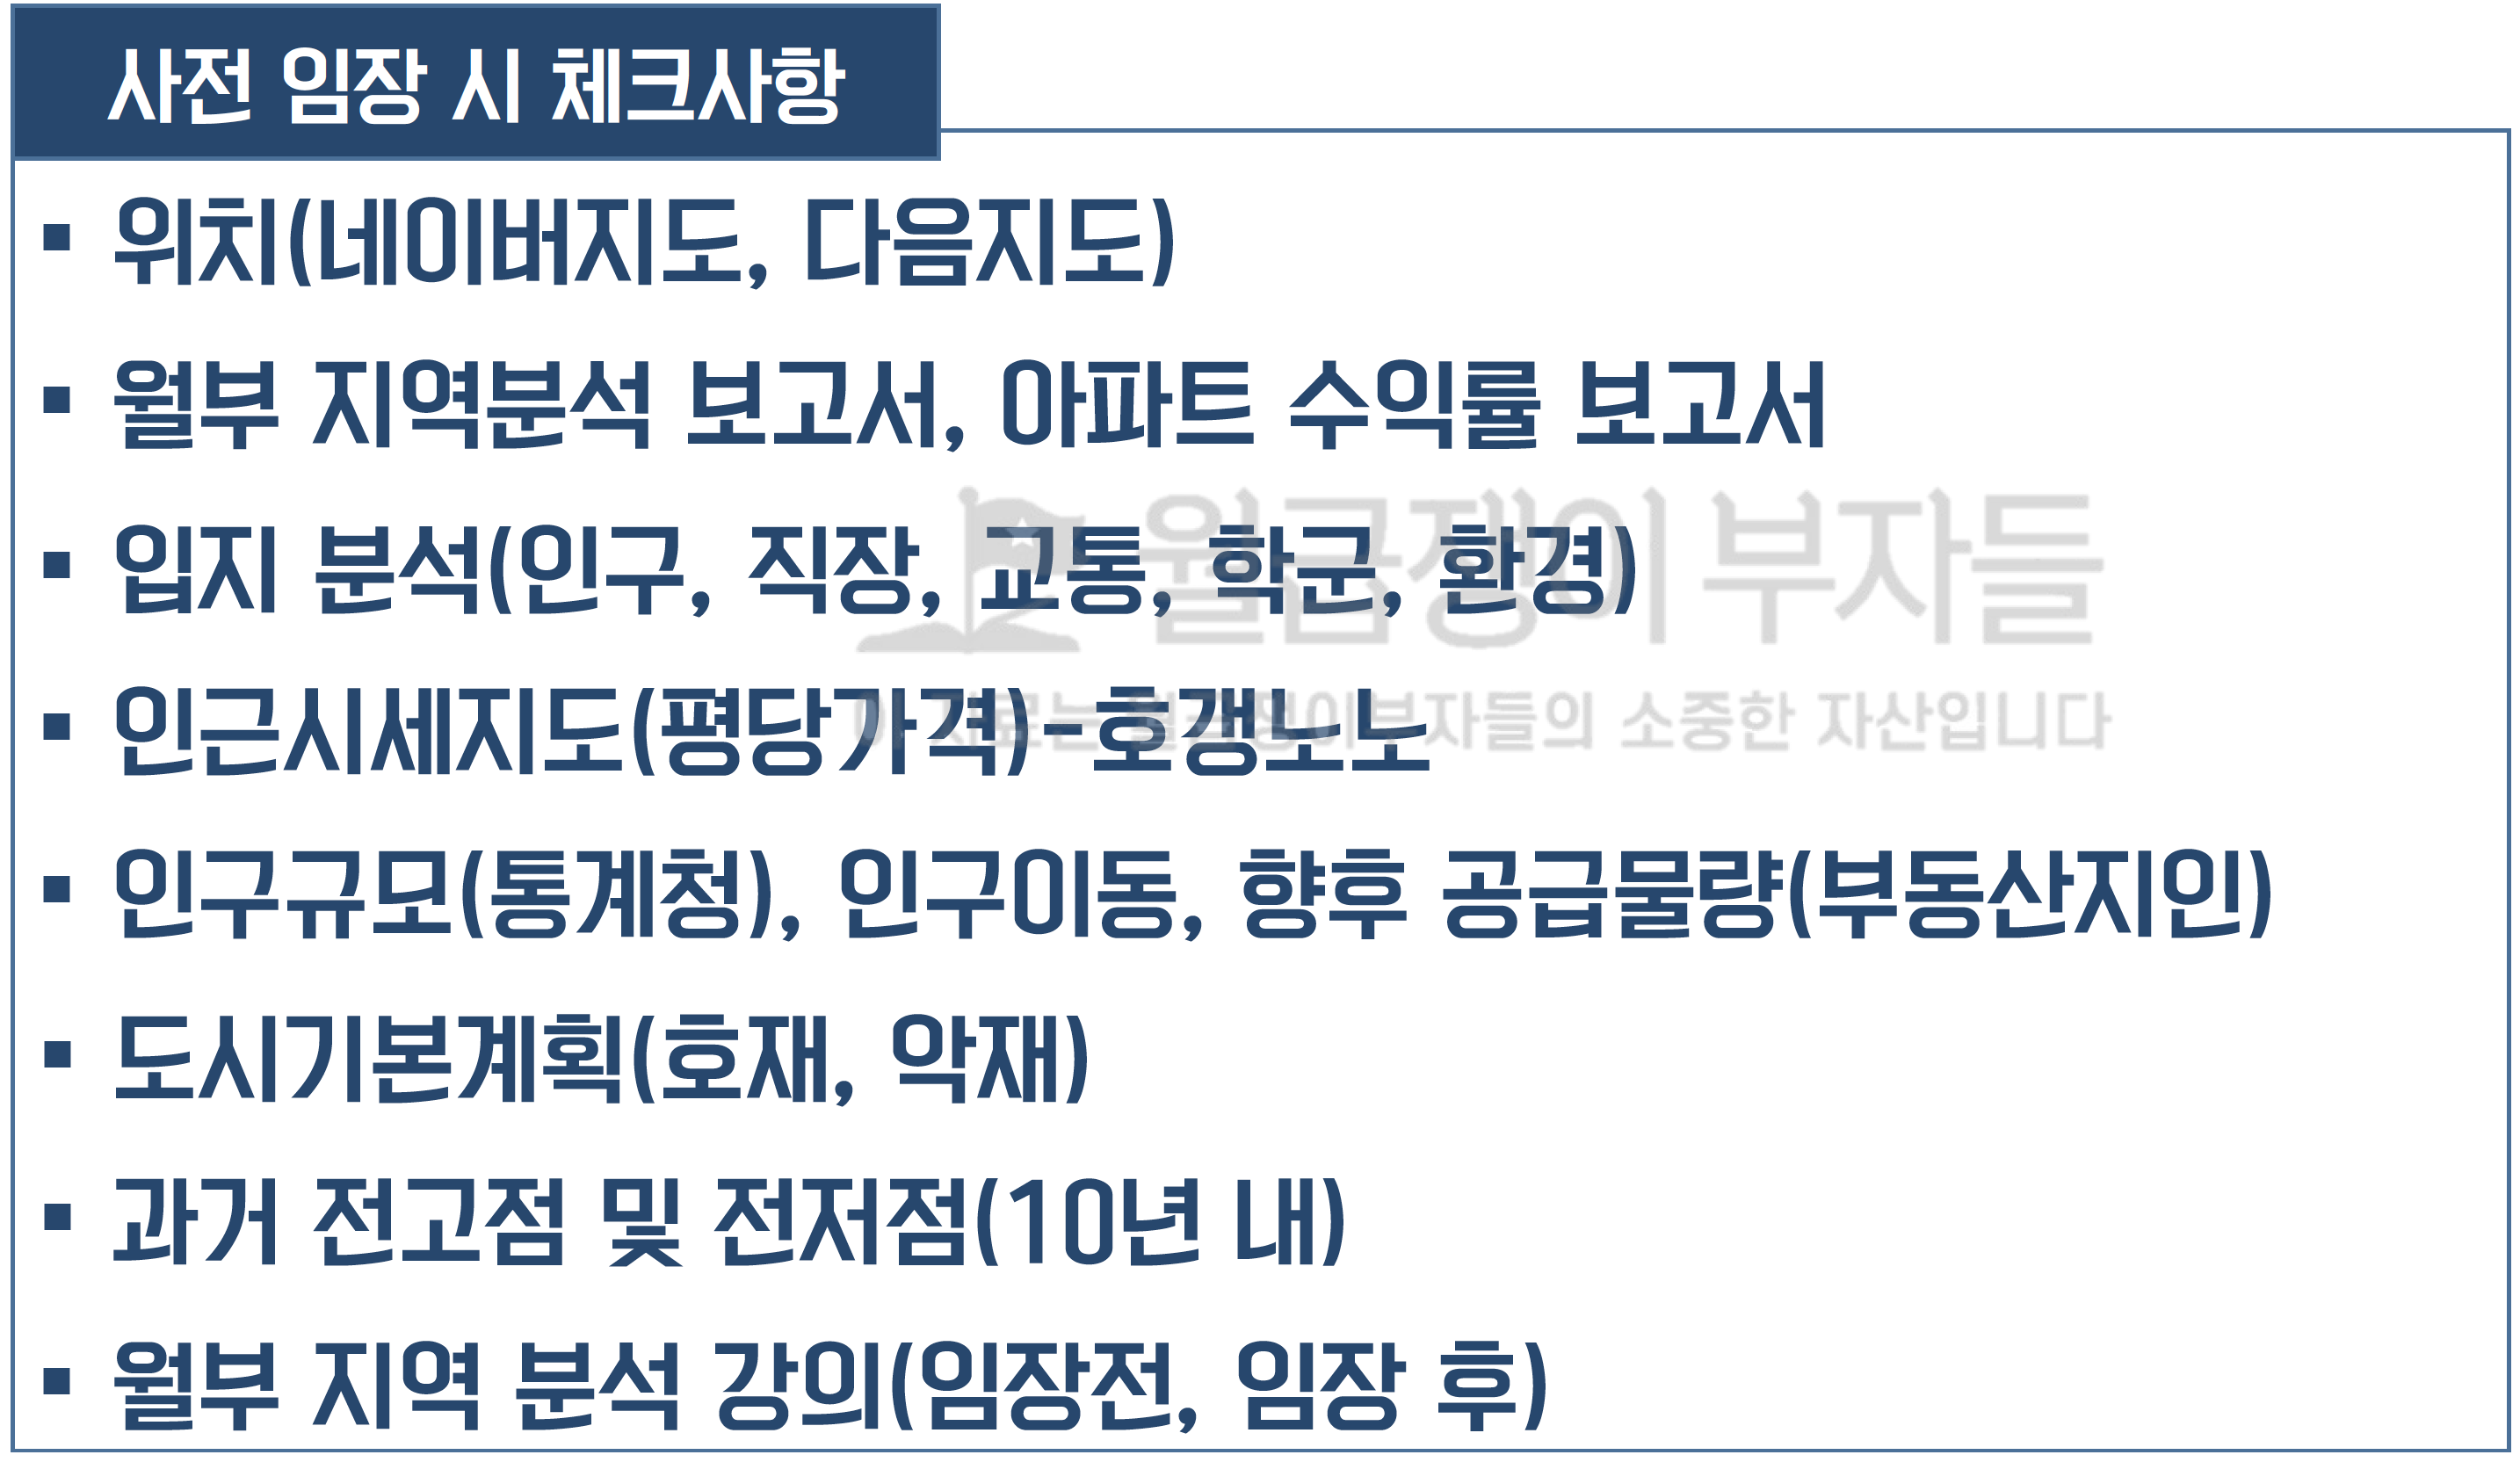 사전 임장 시 체크사항
▪ 위치(네이버지도, 다음지도)
▪ 월부 지역분석 보고서, 아파트 수익률 보고서
월급쟁이 부자들
▪ 입지 분석(인구, 직장, 교통, 학군, 환경)
이 자료는 월급쟁이부자들의 소중한 자산입니다
▪ 인근시세지도(평당가격)-호갱노노
▪ 인구규모(통계청), 인구이동, 향후 공급물량(부동산지인)
▪ 도시기본계획(호재, 악재)
▪ 과거 전고점 및 전저점(10년 내)
▪ 월부 지역 분석 강의(임장전, 임장 후)